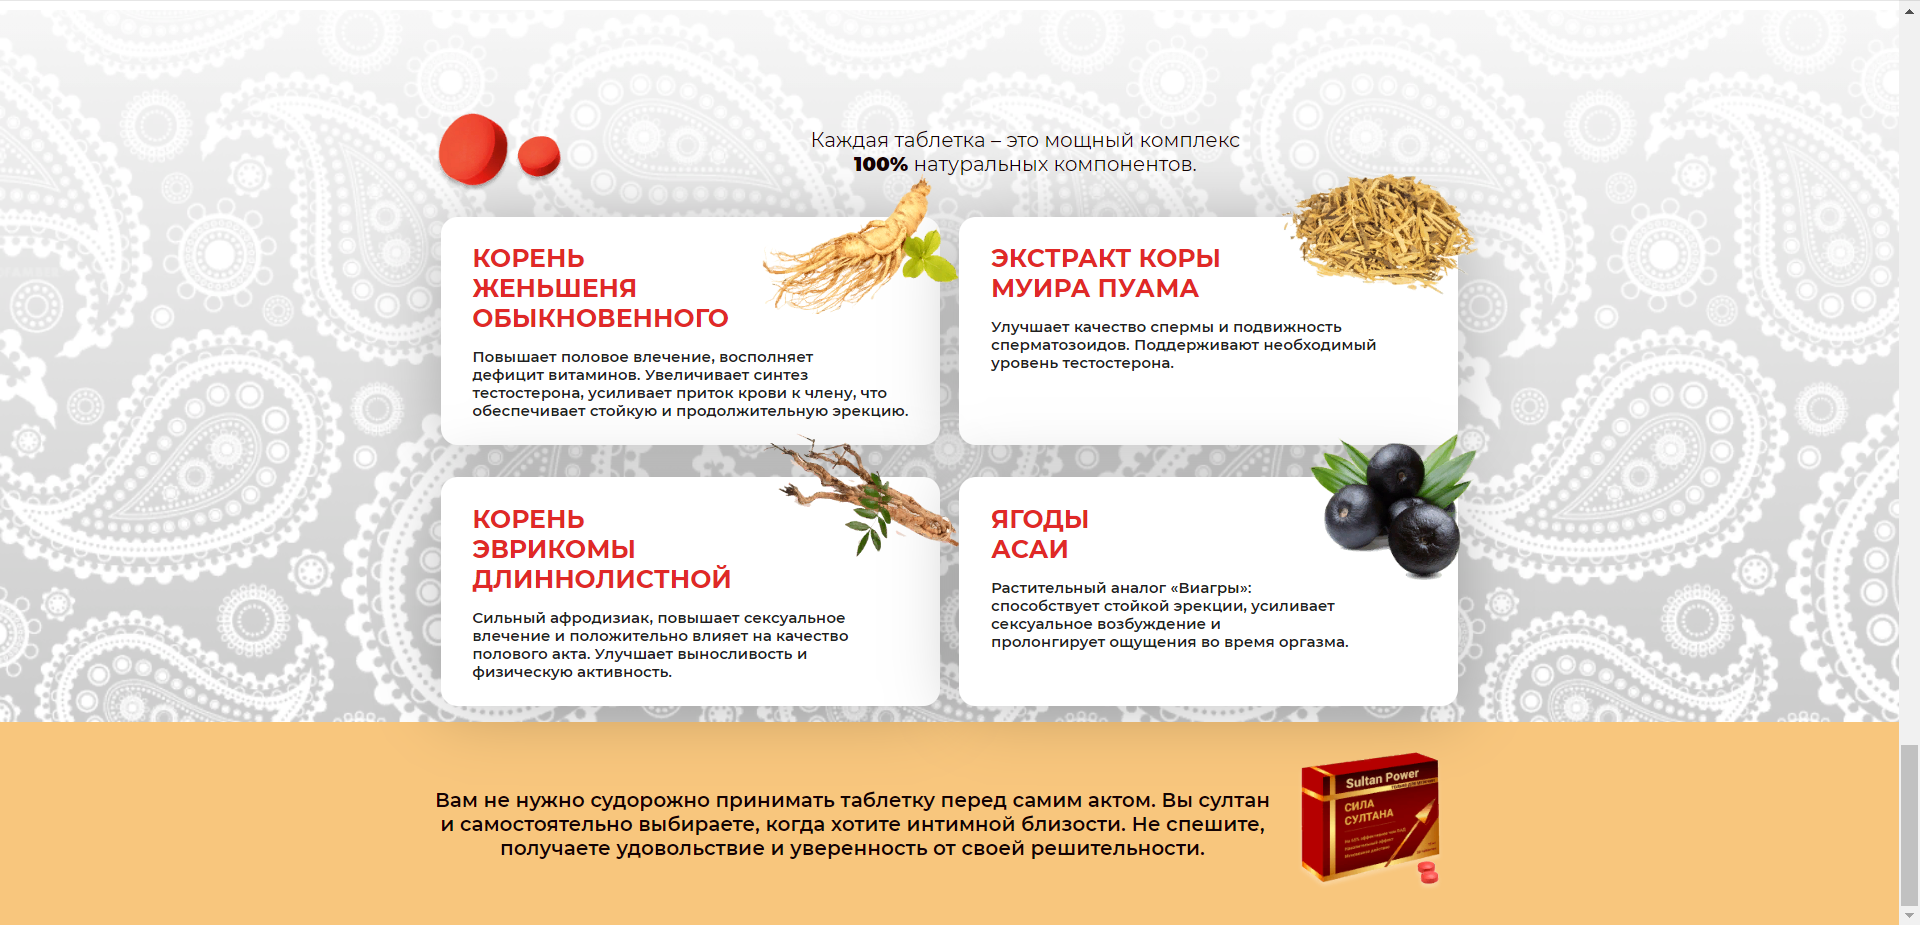 Каждая таблетка – это мощный комплекс
100% натуральных компонентов.
КОРЕНЬ
ЖЕНЬШЕНЯ
ОБЫКНОВЕННОГО
Повышает половое влечение, восполняет
дефицит витаминов. Увеличивает синтез
тестостерона, усиливает приток крови к члену, что
обеспечивает стойкую и продолжительную эрекцию.
ЭКСТРАКТ КОРЫ
МУИРА ПУАМА
Улучшает качество спермы и подвижность
сперматозоидов. Поддерживают необходимый
уровень тестостерона.
КОРЕНЬ
ЭВРИКОМЫ
ДЛИННОЛИСТНОЙ
Сильный афродизиак, повышает сексуальное
влечение и положительно влияет на качество
полового акта. Улучшает выносливость и
физическую активность.
ЯГОДЫ
АСАИ
Растительный аналог «Виагры»:
способствует стойкой эрекции, усиливает
сексуальное возбуждение и
пролонгирует ощущения во время оргазма.
Вам не нужно судорожно принимать таблетку перед самим актом. Вы султан
и самостоятельно выбираете, когда хотите интимной близости. Не спешите,
получаете удовольствие и уверенность от своей решительности.
Sultan Power
СИЛА
СУЛТАНА